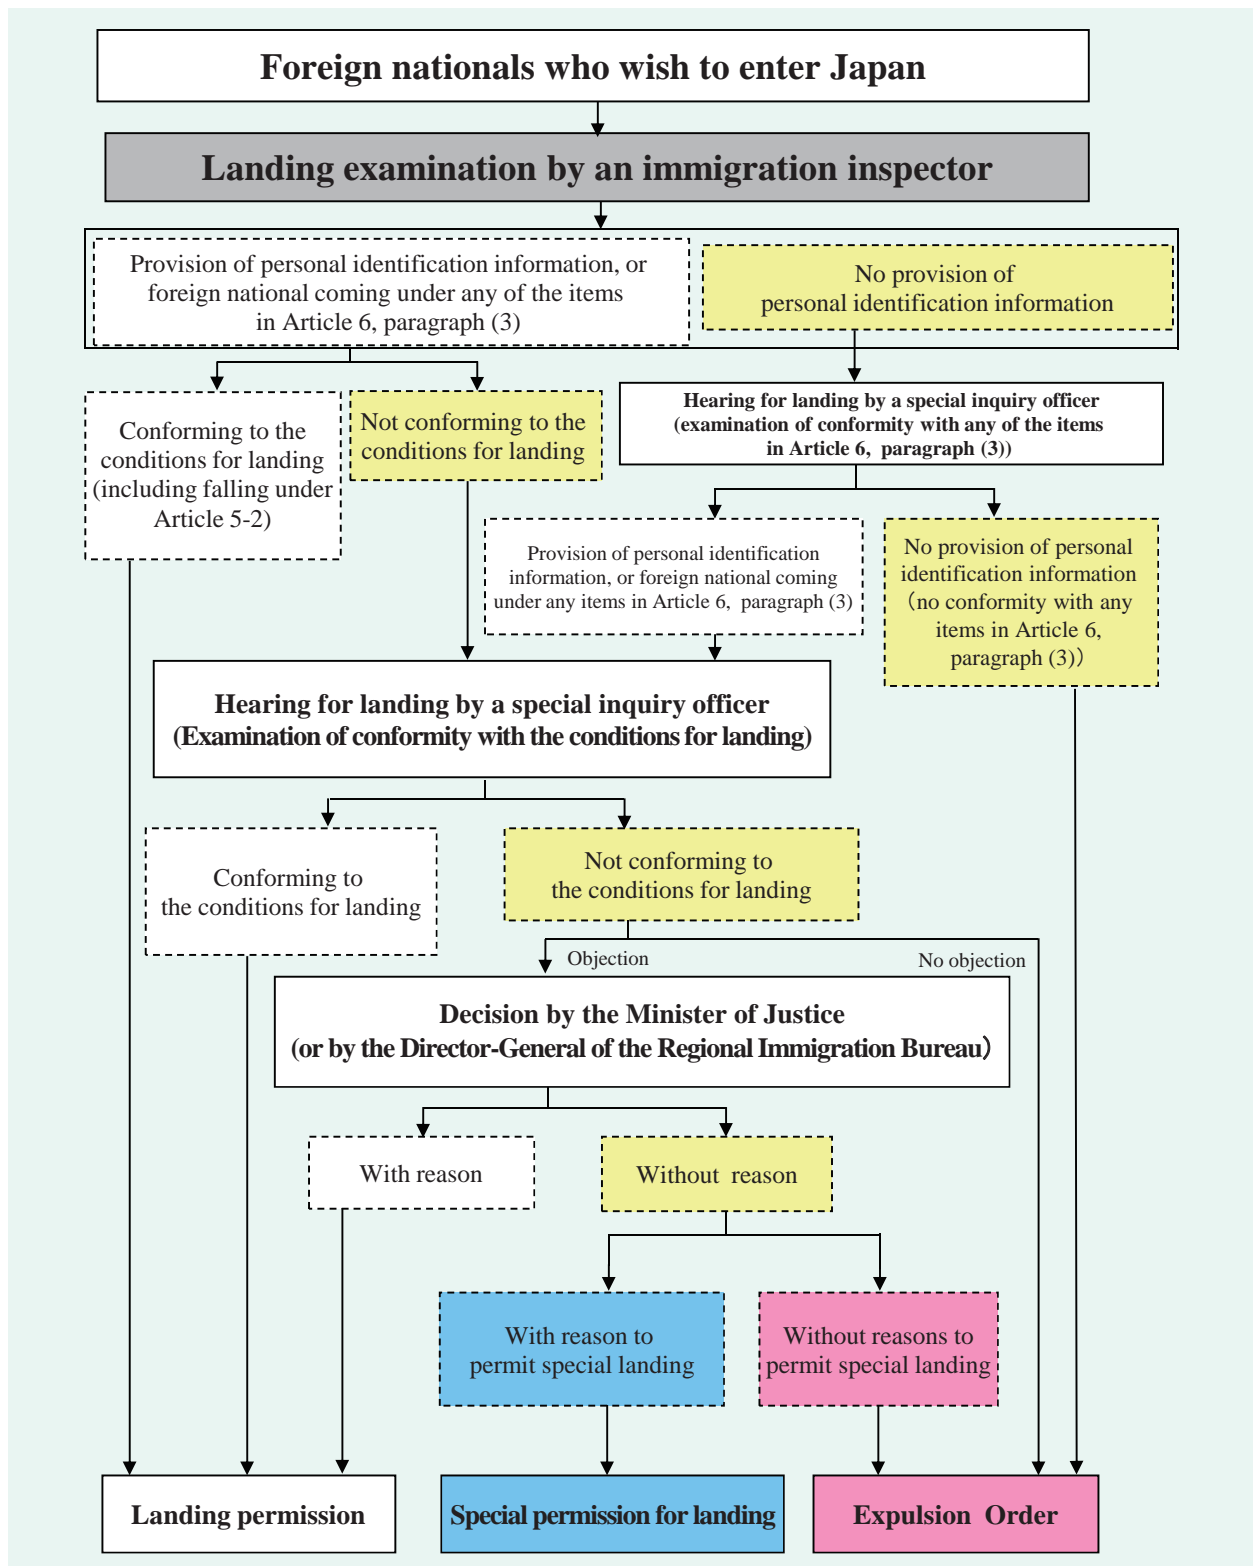 Foreign nationals who wish to enter Japan
Landing examination by an immigration inspector
Provision of personal identification information, or
foreign national coming under any of the items
in Article 6, paragraph (3)
No provision of
personal identification information
Conforming to the
conditions for landing
(including falling under
Article 5-2)
Not conforming to the
conditions for landing
Hearing for landing by a special inquiry officer
(examination of conformity with any of the items
in Article 6, paragraph (3))
Provision of personal identification
information, or foreign national coming
under any items in Article 6, paragraph (3)
No provision of personal
identification information
（no conformity with any
items in Article 6,
paragraph (3)）
Hearing for landing by a special inquiry officer
(Examination of conformity with the conditions for landing)
Conforming to
the conditions for landing
Not conforming to
the conditions for landing
Objection
No objection
Decision by the Minister of Justice
(or by the Director-General of the Regional Immigration Bureau）
With reason
Without reason
With reason to
permit special landing
Without reasons to
permit special landing
Landing permission
Special permission for landing
Expulsion Order